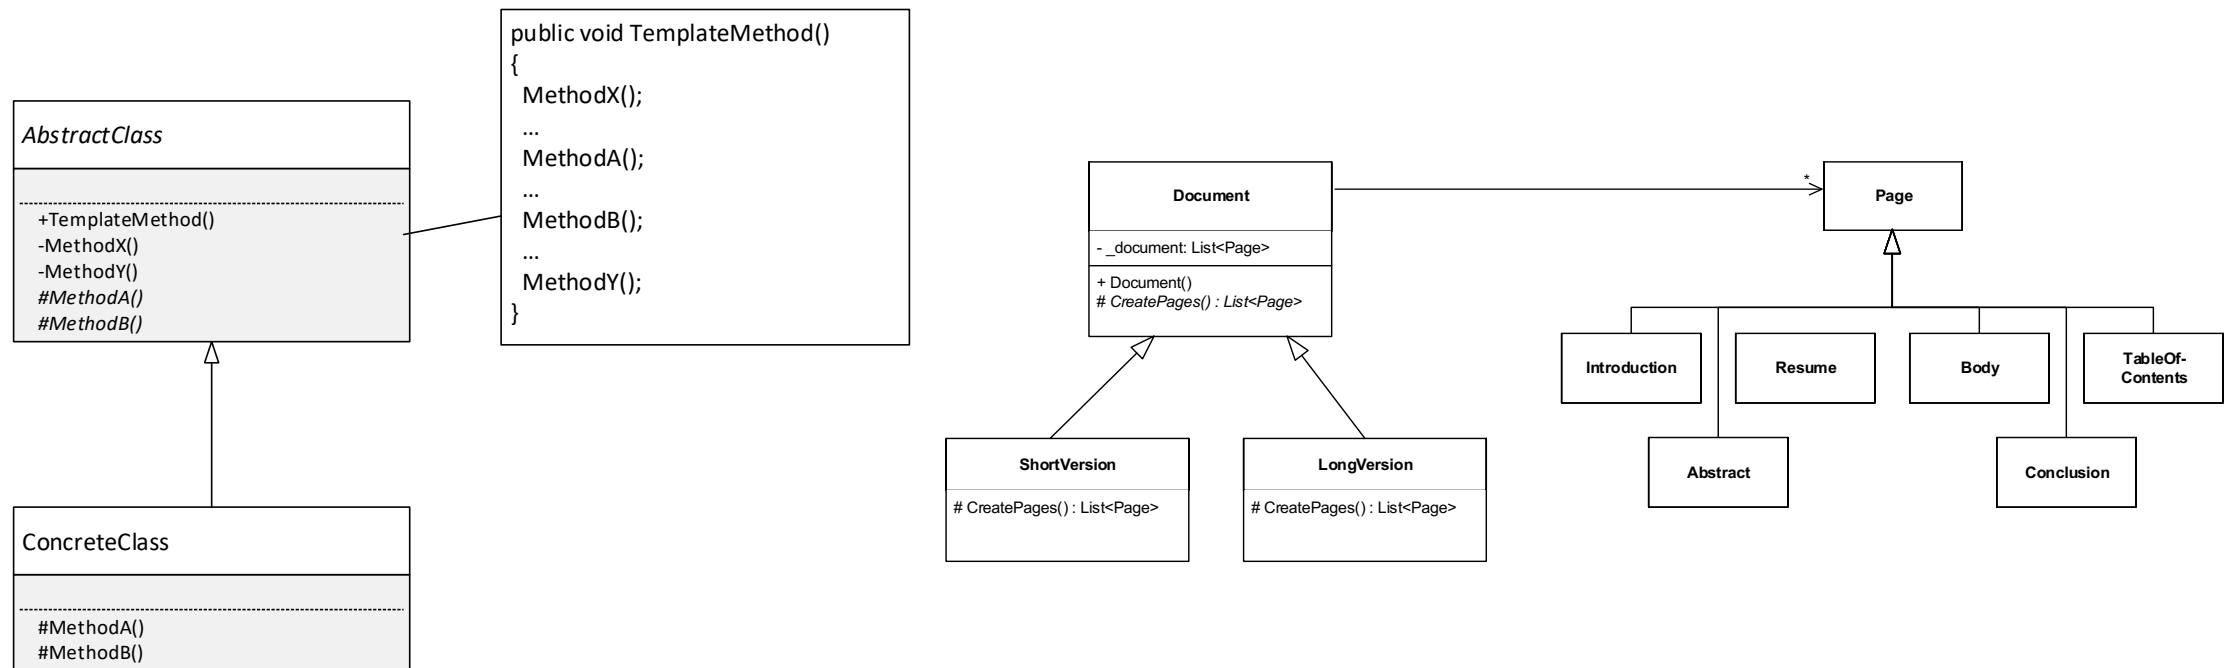 AbstractClass
+TemplateMethod()
-MethodX()
-MethodY()
#MethodA()
#MethodB()
ConcreteClass
#MethodA()
#MethodB()
public void TemplateMethod()
{
MethodX();
...
MethodA();
...
MethodB();
...
MethodY();
}
Document
- _document: List<Page>
+ Document()
# CreatePages() : List<Page>
ShortVersion
# CreatePages() : List<Page>
LongVersion
# CreatePages() : List<Page>
*
Page
Introduction
Resume
Body
TableOf-
Contents
Abstract
Conclusion